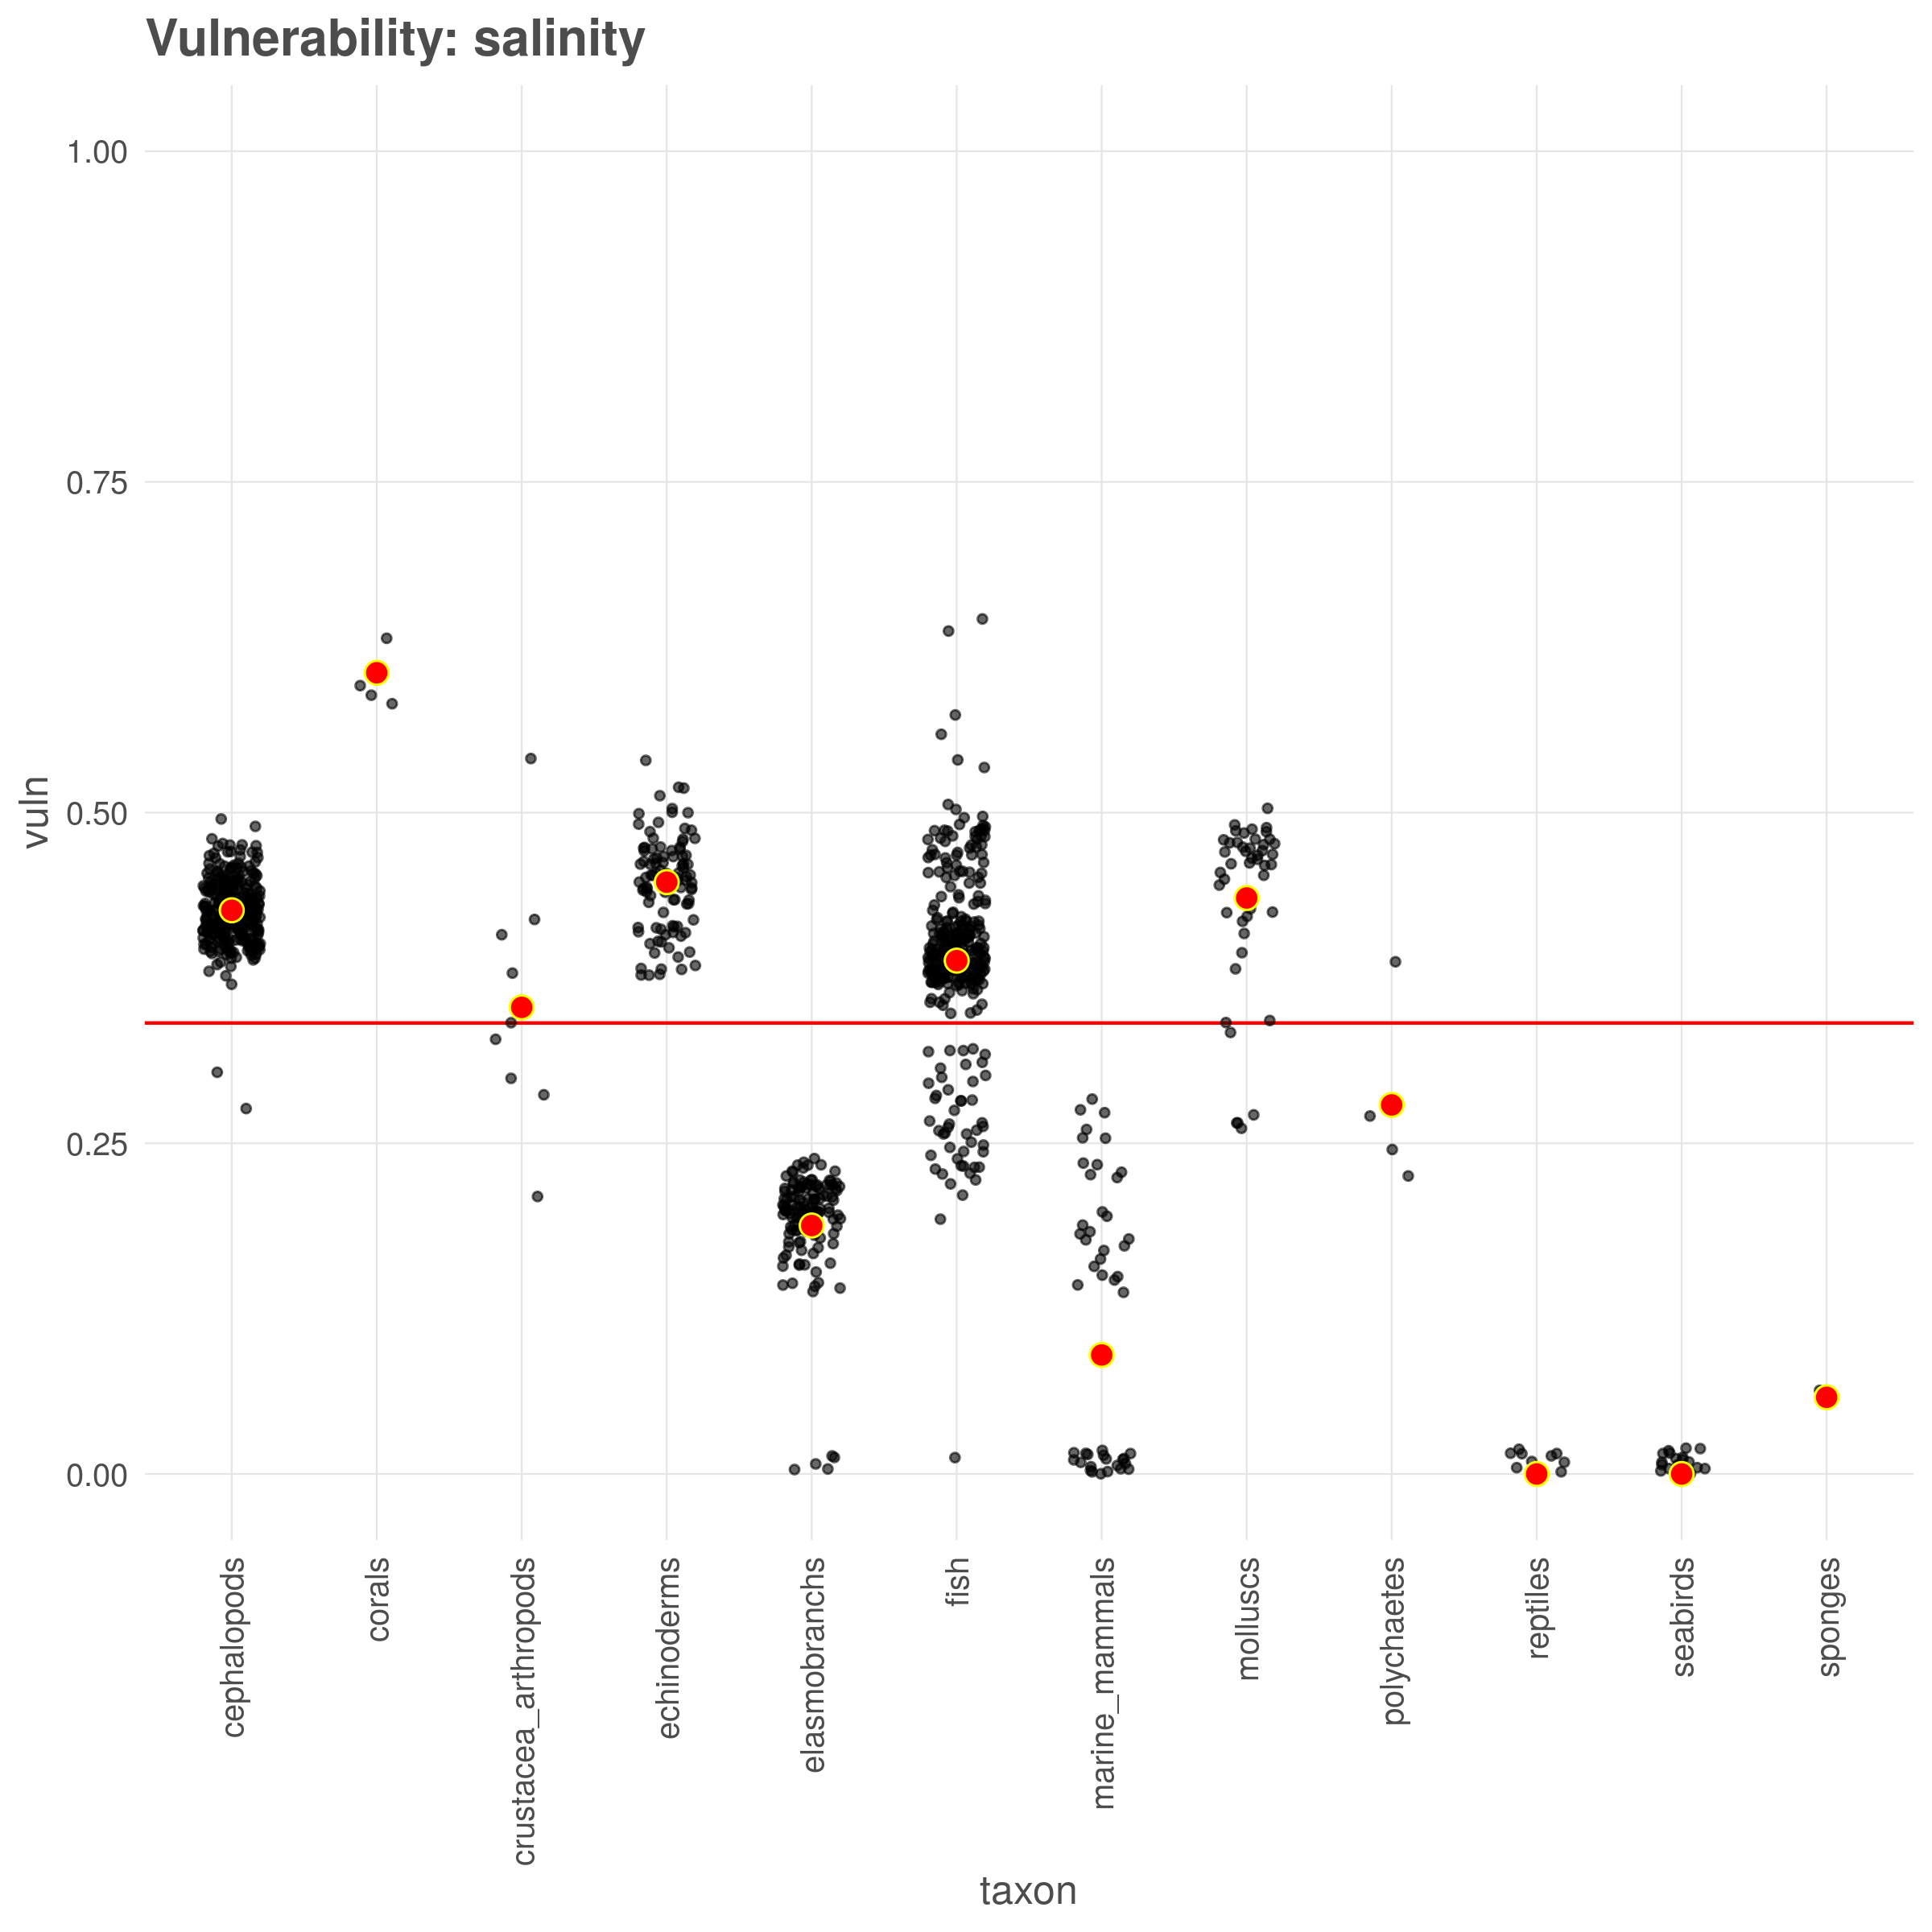 Vulnerability: salinity
1.00
0.75
0.50
0.25
0.00
vuln
cephalopods
corals
crustacea_arthropods
echinoderms
elasmobranchs
fish
marine_mammals
molluscs
polychaetes
reptiles
seabirds
sponges
taxon